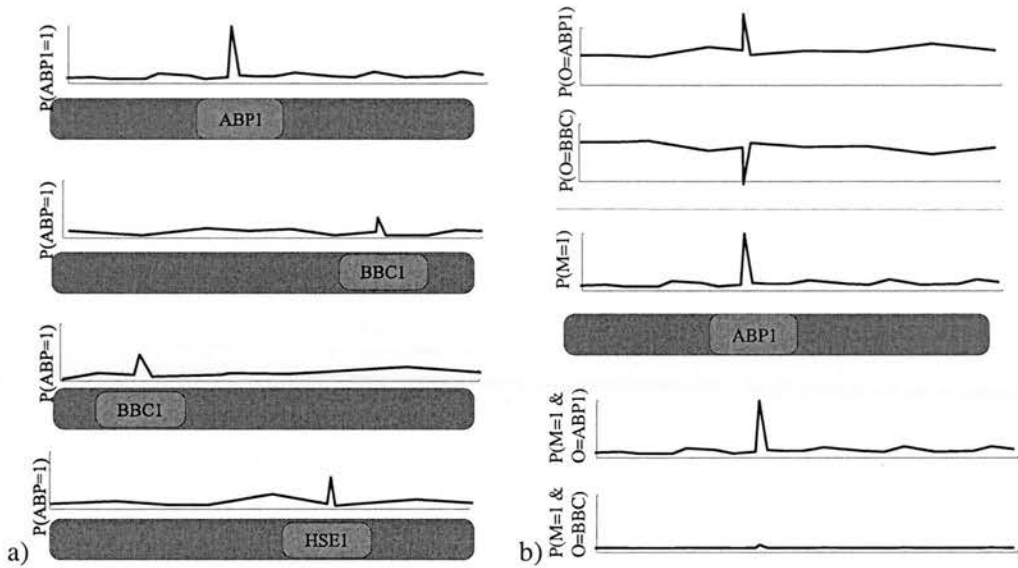 P(ABP1=1)
ABP1
P(ABP=1)
BBC1
P(ABP=1)
BBC1
P(ABP=1)
HSE1
a)
P(O=ABP1)
P(O=BBC)
P(M=1)
ABP1
P(M=1 &
O=ABP1)
P(M=1 &
O=BBC)
b)